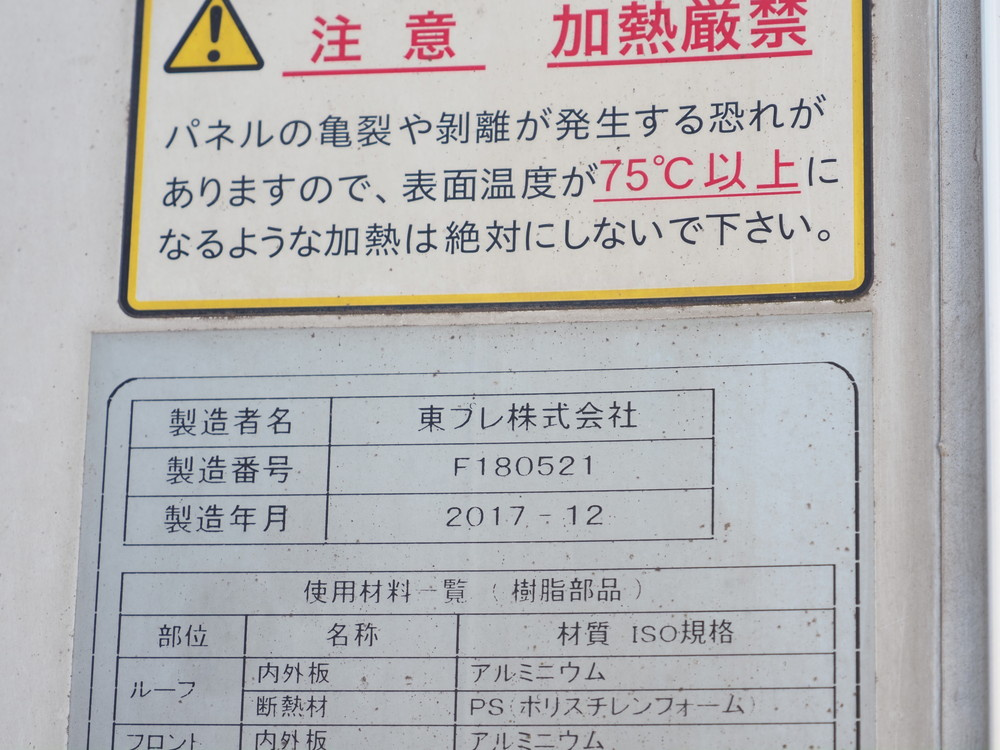 注意 加熱厳禁
パネルの亀裂や剥離が発生する恐れが
ありますので、表面温度が75℃以上に
なるような加熱は絶対にしないで下さい。
製造者名 東プレ株式会社
製造番号 F180521
製造年月 2017-12
使用材料一覧（樹脂部品）
部位 名称 材質 ISO規格
ルーフ 内外板 アルミニウム
断熱材 PS(ポリスチレンフォーム)
フロント 内外板 アルミニウム